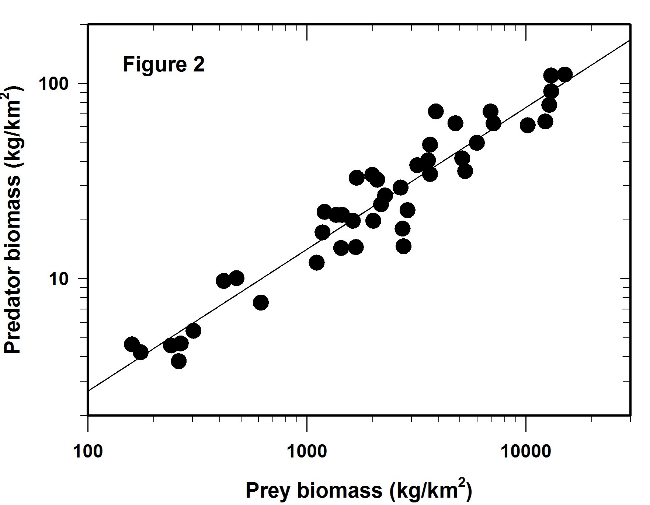 Figure 2
Predator biomass (kg/km²)
100
10
100
1000
10000
Prey biomass (kg/km²)